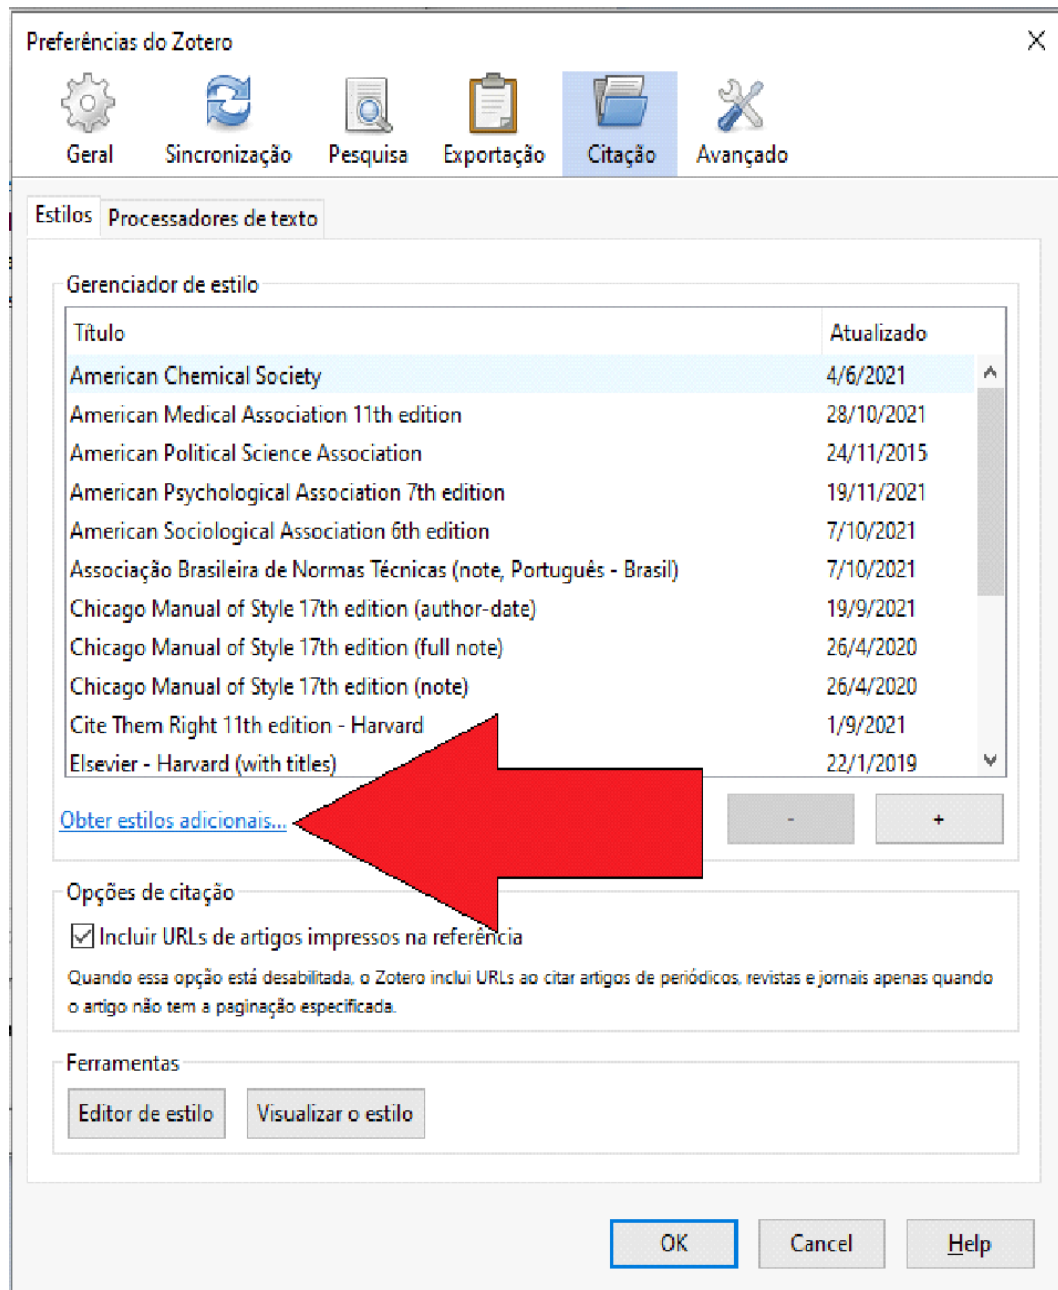 Preferências do Zotero
Geral Sincronização Pesquisa Exportação Citação Avançado
Estilos Processadores de texto
Gerenciador de estilo
Título Atualizado
American Chemical Society 4/6/2021
American Medical Association 11th edition 28/10/2021
American Political Science Association 24/11/2015
American Psychological Association 7th edition 19/11/2021
American Sociological Association 6th edition 7/10/2021
Associação Brasileira de Normas Técnicas (note, Português - Brasil) 7/10/2021
Chicago Manual of Style 17th edition (author-date) 19/9/2021
Chicago Manual of Style 17th edition (full note) 26/4/2020
Chicago Manual of Style 17th edition (note) 26/4/2020
Cite Them Right 11th edition - Harvard 1/9/2021
Elsevier - Harvard (with titles) 22/1/2019
Obter estilos adicionais... - +
Opções de citação
Incluir URLs de artigos impressos na referência
Quando essa opção está desabilitada, o Zotero inclui URLs ao citar artigos de periódicos, revistas e jornais apenas quando
o artigo não tem a paginação especificada.
Ferramentas
Editor de estilo Visualizar o estilo
OK Cancel Help